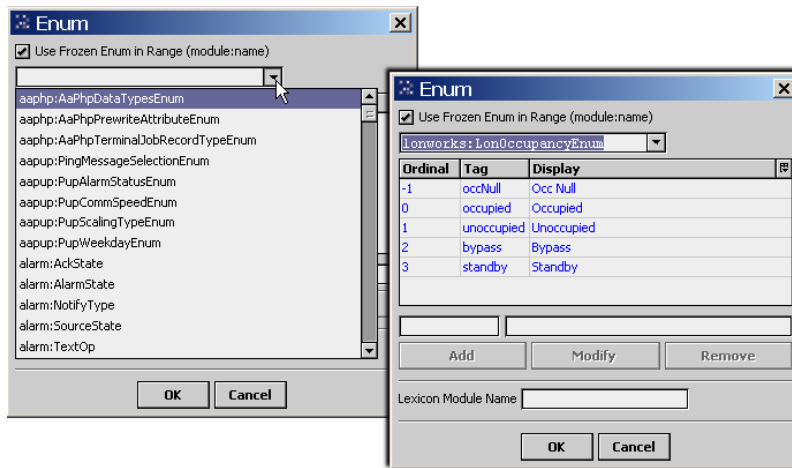 Enum
Use Frozen Enum in Range (module:name)
aaphp:AaPhpDataTypesEnum
aaphp:AaPhpPrewriteAttributeEnum
aaphp:AaPhpTerminalJobRecordTypeEnum
aapup:PingMessageSelectionEnum
aapup:PupAlarmStatusEnum
aapup:PupCommSpeedEnum
aapup:PupScalingTypeEnum
aapup:PupWeekdayEnum
alarm:AckState
alarm:AlarmState
alarm:NotifyType
alarm:SourceState
alarm:TextOp
OK Cancel
Enum
Use Frozen Enum in Range (module:name)
lonworks:LonOccupancyEnum
Ordinal Tag Display
-1 occNull Occ Null
0 occupied Occupied
1 unoccupied Unoccupied
2 bypass Bypass
3 standby Standby
Add Modify Remove
Lexicon Module Name
OK Cancel